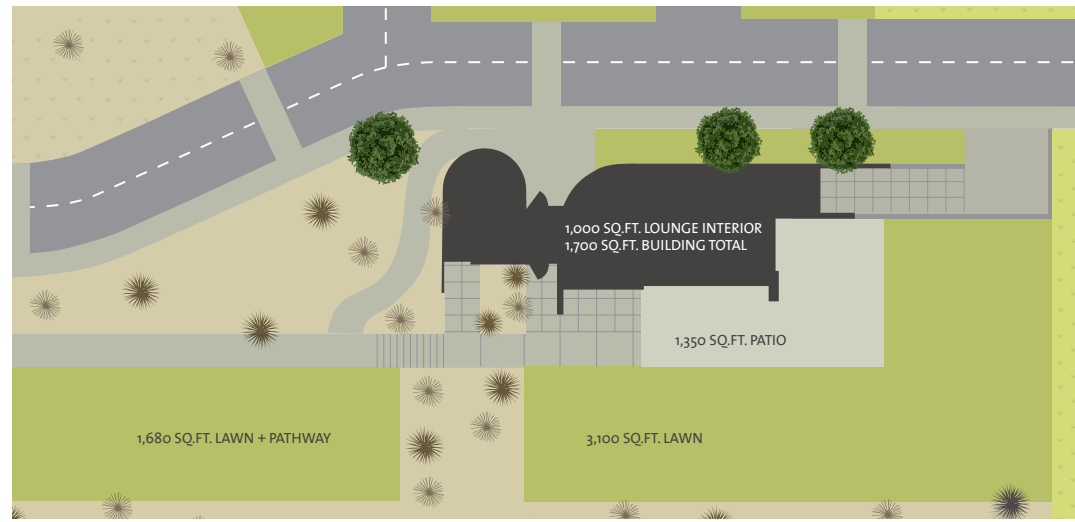 1,000 SQ.FT. LOUNGE INTERIOR
1,700 SQ.FT. BUILDING TOTAL
1,350 SQ.FT. PATIO
1,680 SQ.FT. LAWN + PATHWAY
3,100 SQ.FT. LAWN